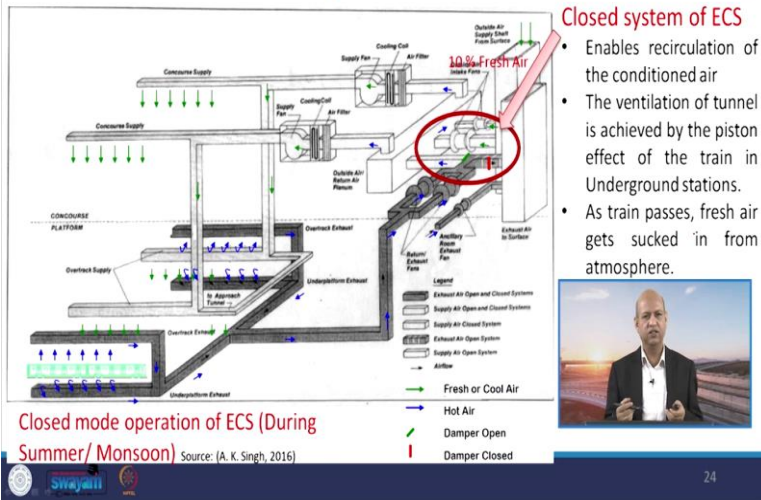 Closed system of ECS
• Enables recirculation of
the conditioned air
• The ventilation of tunnel
is achieved by the piston
effect of the train in
Underground stations.
• As train passes, fresh air
gets sucked in from
atmosphere.
Outside Air
Supply Shaft
From Surface
Cooling Coil
Supply Fan
Air Filter
10 % Fresh Air
Intake Fans
Concourse Supply
Supply
Fan
Cooling Coil
Air Filter
Concourse Supply
Outside Air/
Return Air
Plenum
CONCOURSE
PLATFORM
Overtrack Exhaust
Return/
Exhaust
Fans
Ancillary
Room
Exhaust
Fan
Exhaust Air
to Surface
Overtrack Supply
to Approach
Tunnel
Underplatform Exhaust
Overtrack Exhaust
Underplatform Exhaust
Legend
Exhaust Air Open and Closed Systems
Supply Air Open and Closed Systems
Supply Air Closed System
Exhaust Air Open System
Supply Air Open System
Airflow
Fresh or Cool Air
Hot Air
Damper Open
Damper Closed
Closed mode operation of ECS (During
Summer/ Monsoon) Source: (A. K. Singh, 2016)
swayam
24